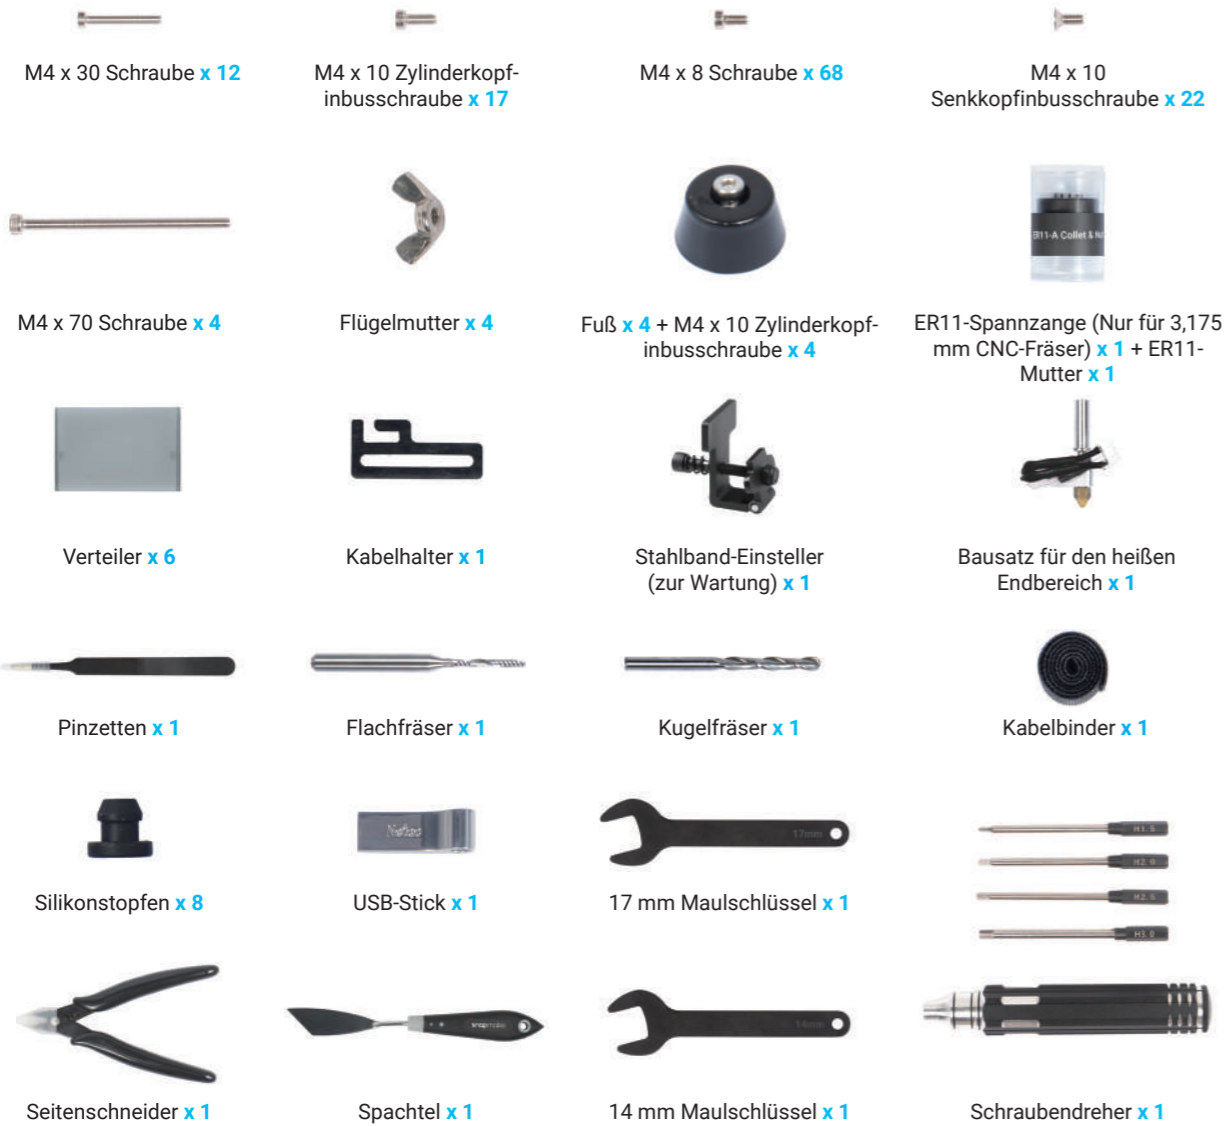 M4 x 30 Schraube x 12
M4 x 10 Zylinderkopf-
inbusschraube x 17
M4 x 8 Schraube x 68
M4 x 10
Senkkopfinbusschraube x 22
ER11-A Collet &
M4 x 70 Schraube x 4
Flügelmutter x 4
Fuß x 4 + M4 x 10 Zylinderkopf-
inbusschraube x 4
ER11-Spannzange (Nur für 3,175
mm CNC-Fräser) x 1 + ER11-
Mutter x 1
Verteiler x 6
Kabelhalter x 1
Stahlband-Einsteller
(zur Wartung) x 1
Bausatz für den heißen
Endbereich x 1
Pinzetten x 1
Flachfräser x 1
Kugelfräser x 1
Kabelbinder x 1
17mm
H1.5
H2.0
H2.5
H3.0
Silikonstopfen x 8
USB-Stick x 1
17 mm Maulschlüssel x 1
snapmaker
14mm
Seitenschneider x 1
Spachtel x 1
14 mm Maulschlüssel x 1
Schraubendreher x 1